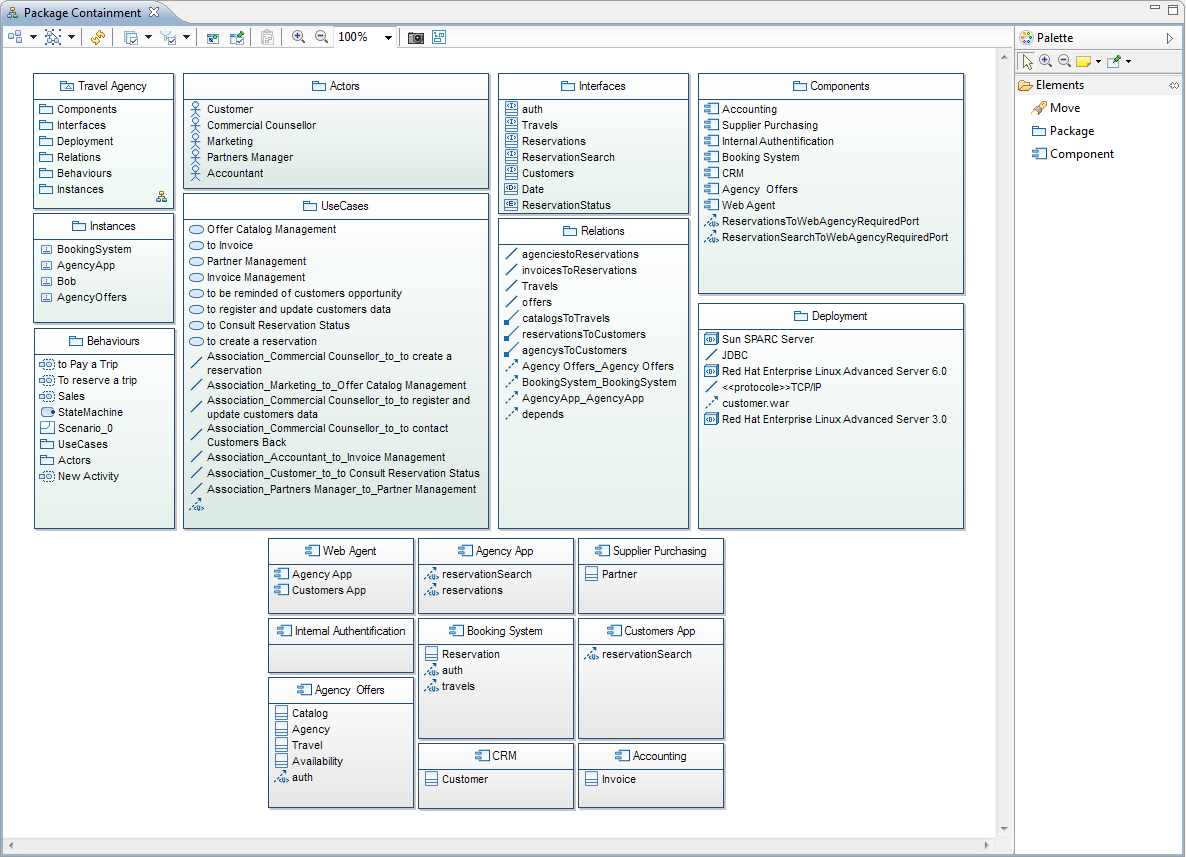 Package Containment
100%
Palette
Elements
Move
Package
Component
Travel Agency
Components
Interfaces
Deployment
Relations
Behaviours
Instances
Instances
BookingSystem
AgencyApp
Bob
AgencyOffers
Behaviours
to Pay a Trip
To reserve a trip
Sales
StateMachine
Scenario_0
UseCases
Actors
New Activity
Actors
Customer
Commercial Counsellor
Marketing
Partners Manager
Accountant
UseCases
Offer Catalog Management
to Invoice
Partner Management
Invoice Management
to be reminded of customers opportunity
to register and update customers data
to Consult Reservation Status
to create a reservation
Association_Commercial Counsellor_to_to create a
reservation
Association_Marketing_to_Offer Catalog Management
Association_Commercial Counsellor_to_to register and
update customers data
Association_Commercial Counsellor_to_to contact
Customers Back
Association_Accountant_to_Invoice Management
Association_Customer_to_to Consult Reservation Status
Association_Partners Manager_to_Partner Management
Interfaces
auth
Travels
Reservations
ReservationSearch
Customers
Date
ReservationStatus
Relations
agenciestoReservations
invoicesToReservations
Travels
offers
catalogsToTravels
reservationsToCustomers
agencysToCustomers
Agency Offers_Agency Offers
BookingSystem_BookingSystem
AgencyApp_AgencyApp
depends
Components
Accounting
Supplier Purchasing
Internal Authentification
Booking System
CRM
Agency  Offers
Web Agent
ReservationsToWebAgencyRequiredPort
ReservationSearchToWebAgencyRequiredPort
Deployment
Sun SPARC Server
JDBC
Red Hat Enterprise Linux Advanced Server 6.0
<<protocole>>TCP/IP
customer.war
Red Hat Enterprise Linux Advanced Server 3.0
Web Agent
Agency App
Customers App
Agency App
reservationSearch
reservations
Supplier Purchasing
Partner
Internal Authentification
Booking System
Reservation
auth
travels
Customers App
reservationSearch
Agency  Offers
Catalog
Agency
Travel
Availability
auth
CRM
Customer
Accounting
Invoice